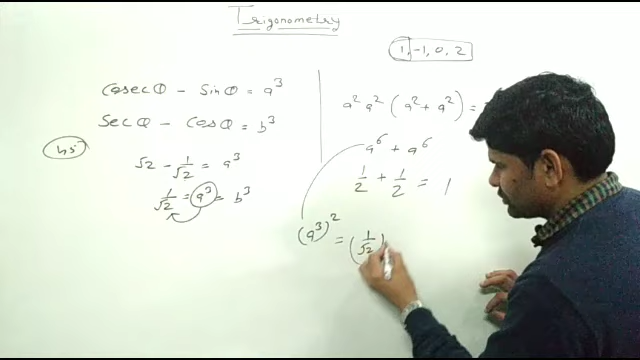 Trigonometry
1, -1, 0, 2
cosec θ - sin θ = a³
sec θ - cos θ = b³
45°
√2 - 1/√2 = a³
1/√2 = a³ = b³
a² a² (a² + a²) =
a⁶ + a⁶
1/2 + 1/2 = 1
(a³)² = (1/√2)